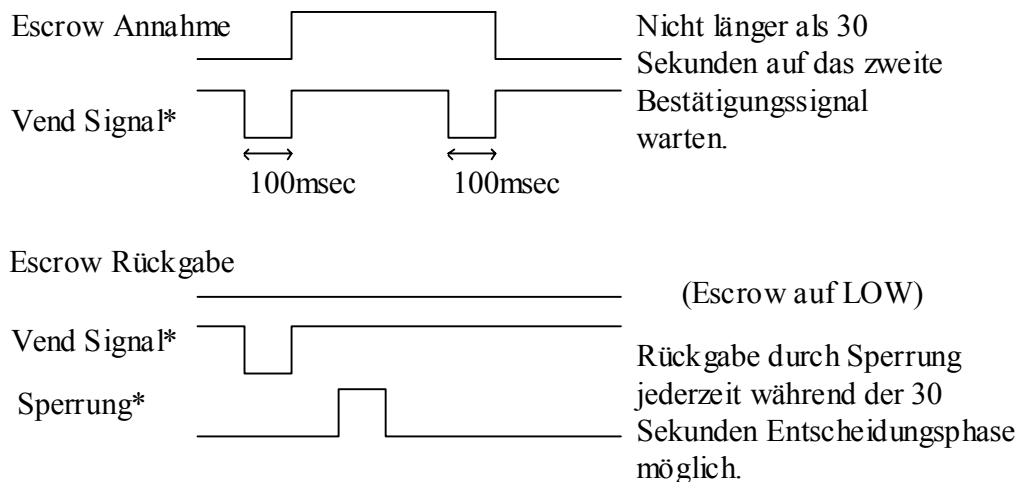 Escrow Annahme
Nicht länger als 30
Sekunden auf das zweite
Bestätigungssignal
warten.
Vend Signal*
100msec
100msec
Escrow Rückgabe
(Escrow auf LOW)
Vend Signal*
Rückgabe durch Sperrung
jederzeit während der 30
Sekunden Entscheidungsphase
möglich.
Sperrung*